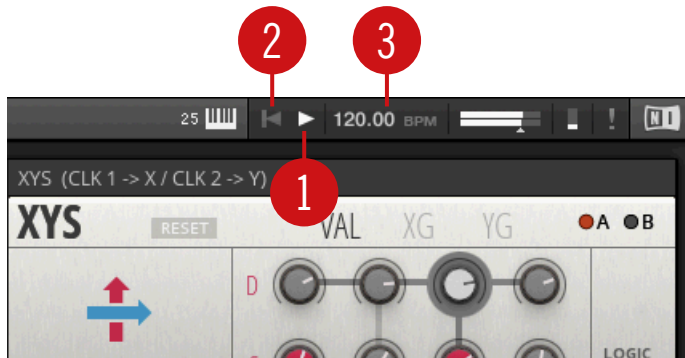 2 3
25 120.00 BPM ! NI
XYS (CLK 1 -> X / CLK 2 -> Y)
1
XYS RESET VAL XG YG A B
D
LOGIC